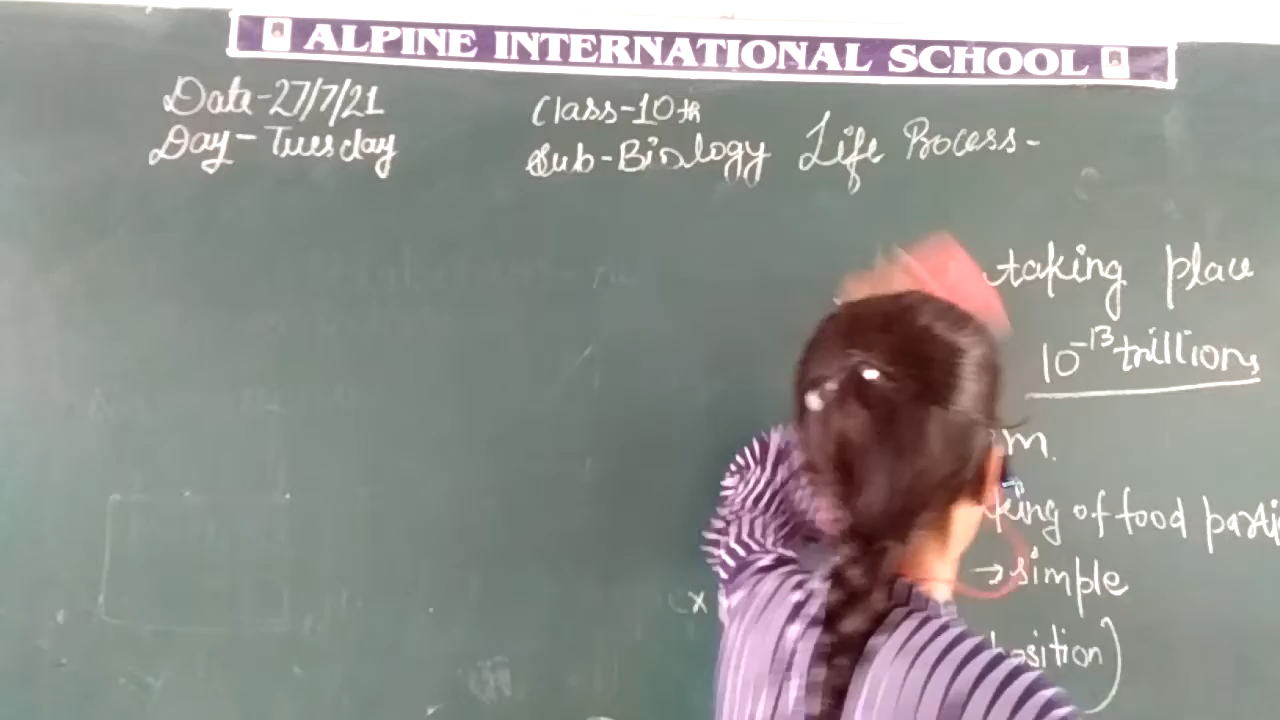 ALPINE INTERNATIONAL SCHOOL
Date-27/7/21
Day-Tuesday
Class-10th
Sub-Biology
Life Process-
taking place
10⁻¹³ trillions
m.
king of food parti
→simple
osition)
x